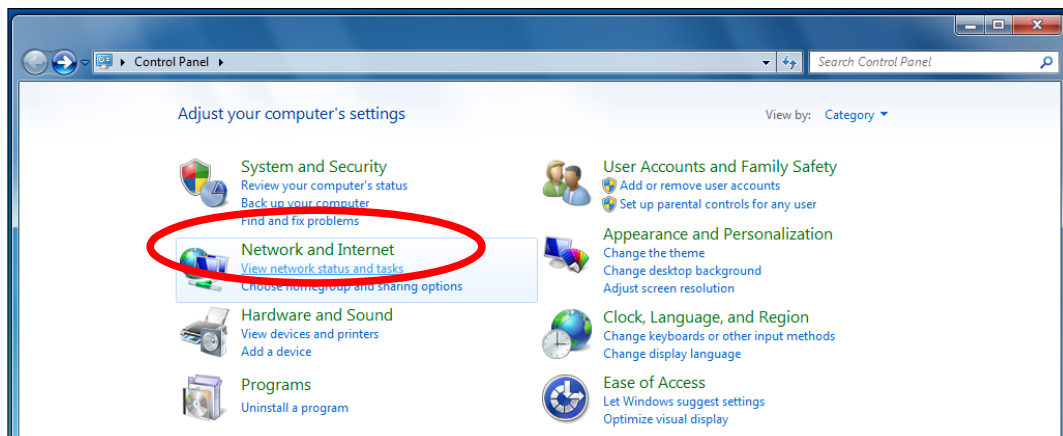 Control Panel
Search Control Panel
Adjust your computer's settings
View by: Category
System and Security
Review your computer's status
Back up your computer
Find and fix problems
Network and Internet
View network status and tasks
Choose homegroup and sharing options
Hardware and Sound
View devices and printers
Add a device
Programs
Uninstall a program
User Accounts and Family Safety
Add or remove user accounts
Set up parental controls for any user
Appearance and Personalization
Change the theme
Change desktop background
Adjust screen resolution
Clock, Language, and Region
Change keyboards or other input methods
Change display language
Ease of Access
Let Windows suggest settings
Optimize visual display